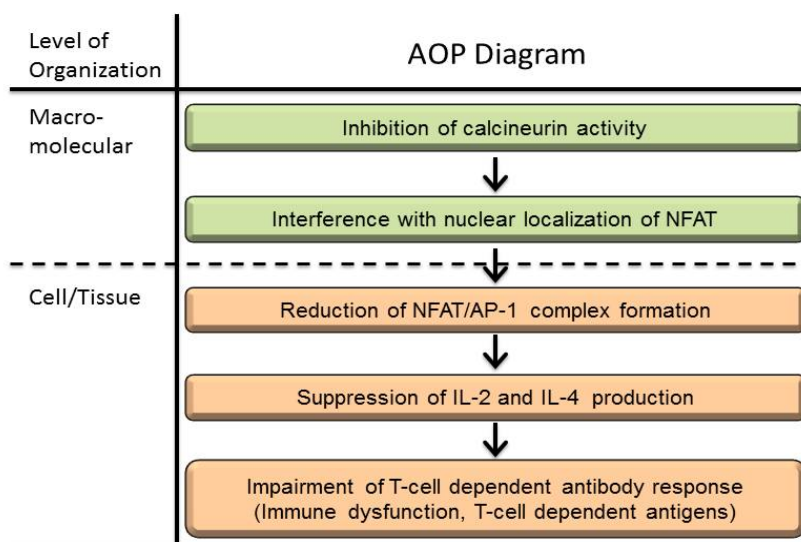 Level of
Organization
AOP Diagram
Macro-
molecular
Inhibition of calcineurin activity
Interference with nuclear localization of NFAT
Cell/Tissue
Reduction of NFAT/AP-1 complex formation
Suppression of IL-2 and IL-4 production
Impairment of T-cell dependent antibody response
(Immune dysfunction, T-cell dependent antigens)